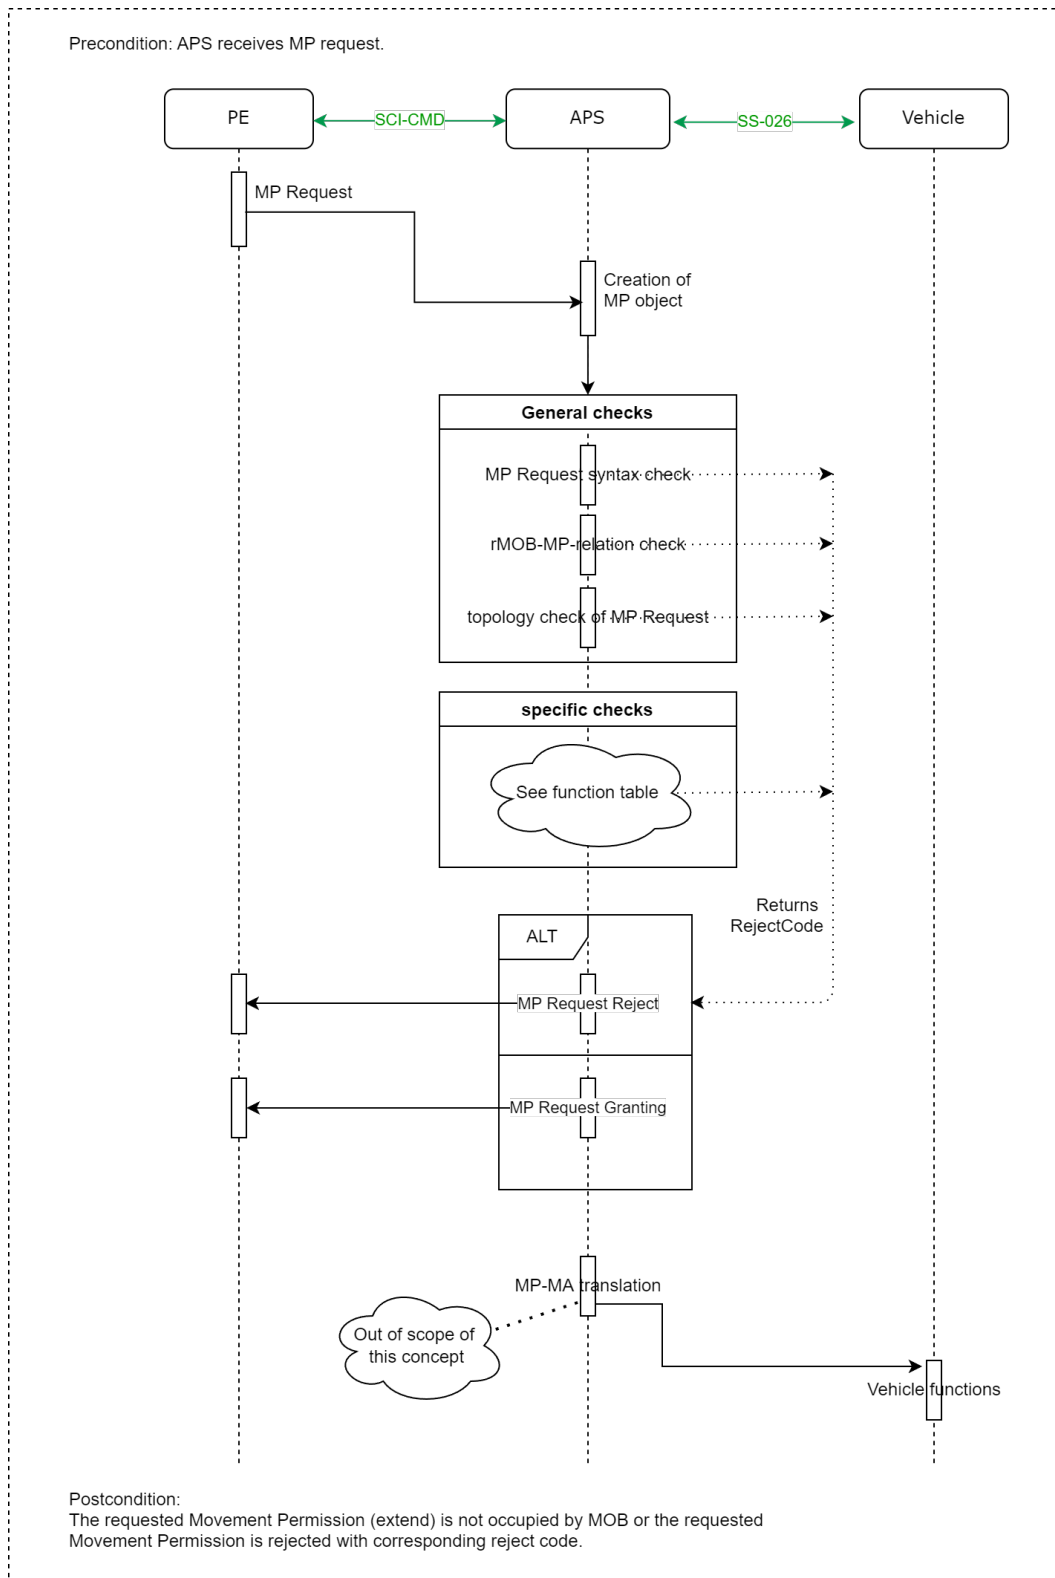 Precondition: APS receives MP request.
PE
SCI-CMD
APS
SS-026
Vehicle
MP Request
Creation of
MP object
General checks
MP Request syntax check
rMOB-MP-relation check
topology check of MP Request
specific checks
See function table
Returns
RejectCode
ALT
MP Request Reject
MP Request Granting
MP-MA translation
Out of scope of
this concept
Vehicle functions
Postcondition:
The requested Movement Permission (extend) is not occupied by MOB or the requested
Movement Permission is rejected with corresponding reject code.